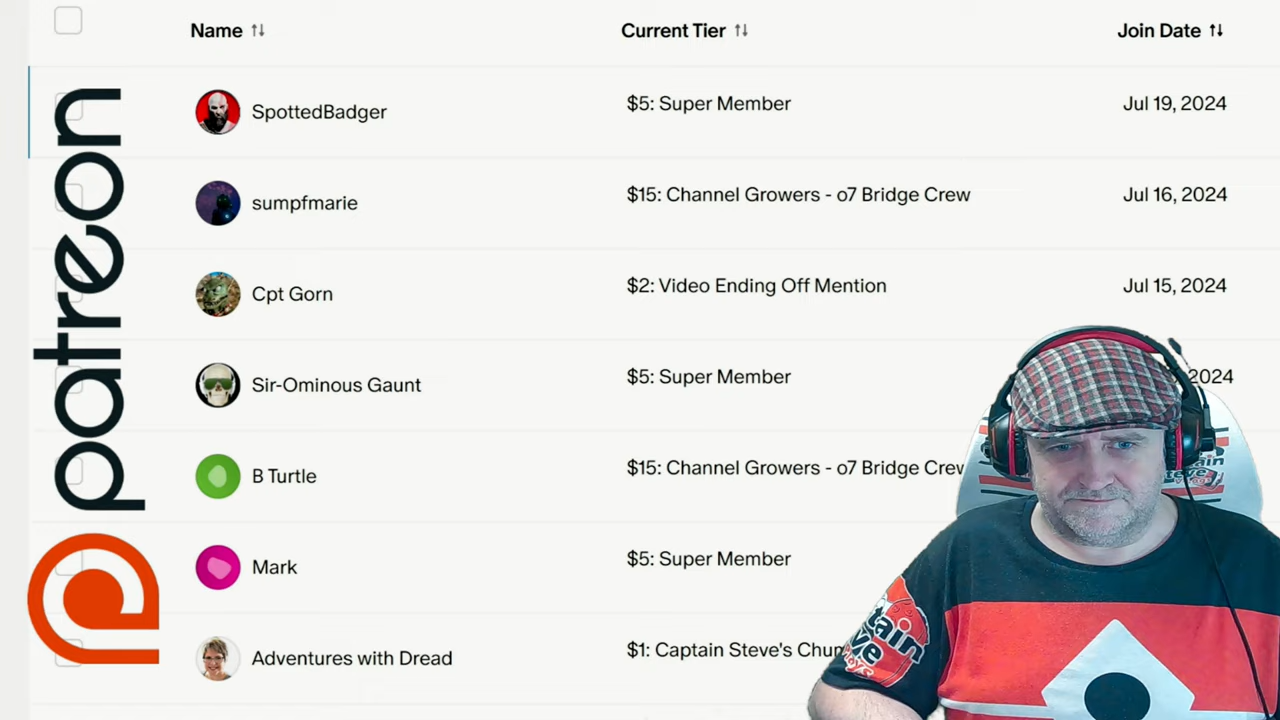 Name Current Tier Join Date
SpottedBadger $5: Super Member Jul 19, 2024
sumpfmarie $15: Channel Growers - o7 Bridge Crew Jul 16, 2024
Cpt Gorn $2: Video Ending Off Mention Jul 15, 2024
Sir-Ominous Gaunt $5: Super Member 2024
B Turtle $15: Channel Growers - o7 Bridge Crew
Mark $5: Super Member
Adventures with Dread $1: Captain Steve's
patreon